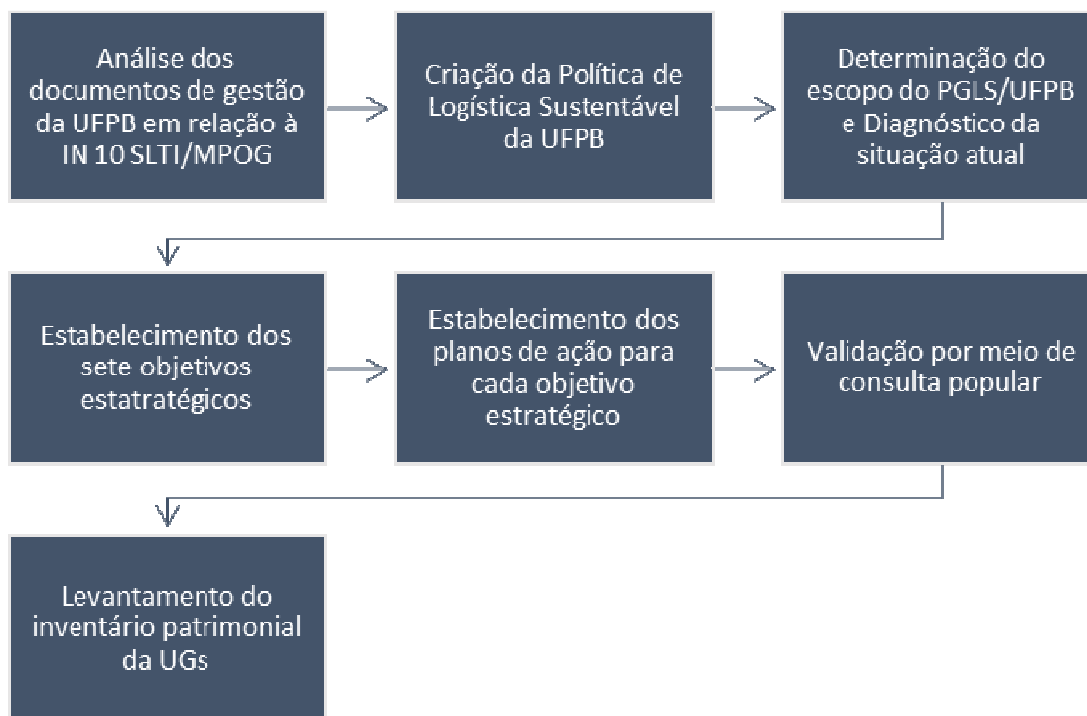 Análise dos
documentos de gestão
da UFPB em relação à
IN 10 SLTI/MPOG
Criação da Política de
Logística Sustentável
da UFPB
Determinação do
escopo do PGLS/UFPB
e Diagnóstico da
situação atual
Estabelecimento dos
sete objetivos
estatratégicos
Estabelecimento dos
planos de ação para
cada objetivo
estratégico
Validação por meio de
consulta popular
Levantamento do
inventário patrimonial
da UGs